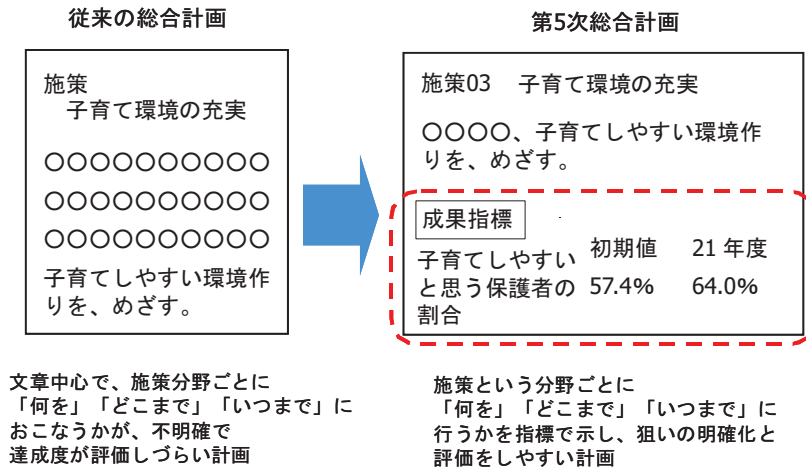 従来の総合計画
施策
子育て環境の充実
〇〇〇〇〇〇〇〇〇〇
〇〇〇〇〇〇〇〇〇〇
〇〇〇〇〇〇〇〇〇〇
子育てしやすい環境作
りを、めざす。
文章中心で、施策分野ごとに
「何を」「どこまで」「いつまで」に
おこなうかが、不明確で
達成度が評価しづらい計画
第5次総合計画
施策03 子育て環境の充実
〇〇〇〇、子育てしやすい環境作
りを、めざす。
成果指標
初期値 21年度
子育てしやすい
と思う保護者の 57.4% 64.0%
割合
施策という分野ごとに
「何を」「どこまで」「いつまで」に
行うかを指標で示し、狙いの明確化と
評価をしやすい計画